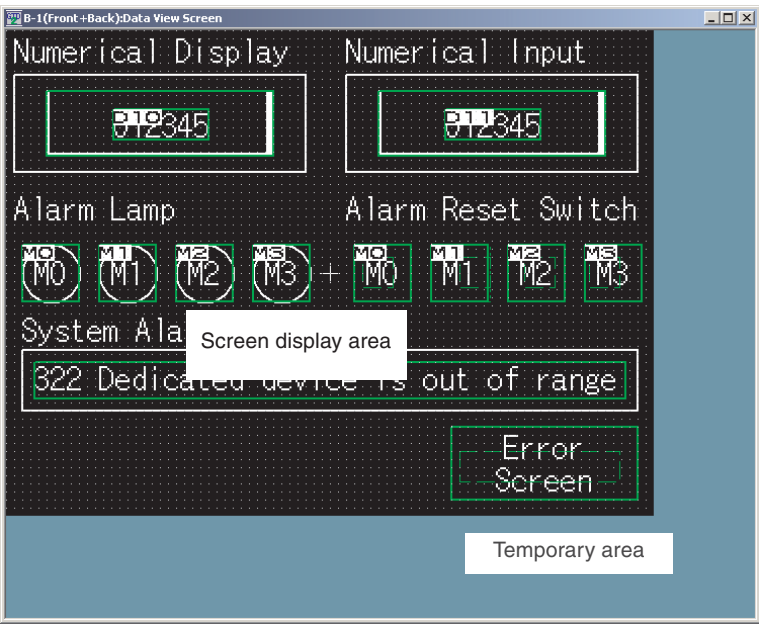 B-1(Front+Back):Data View Screen
Numerical Display Numerical Input
D10 D11
012345 012345
Alarm Lamp Alarm Reset Switch
M0 M1 M2 M3 M0 M1 M2 M3
M0 M1 M2 M3 + M0 M1 M2 M3
System Ala
Screen display area
322 Dedicated device is out of range
Error
Screen
Temporary area